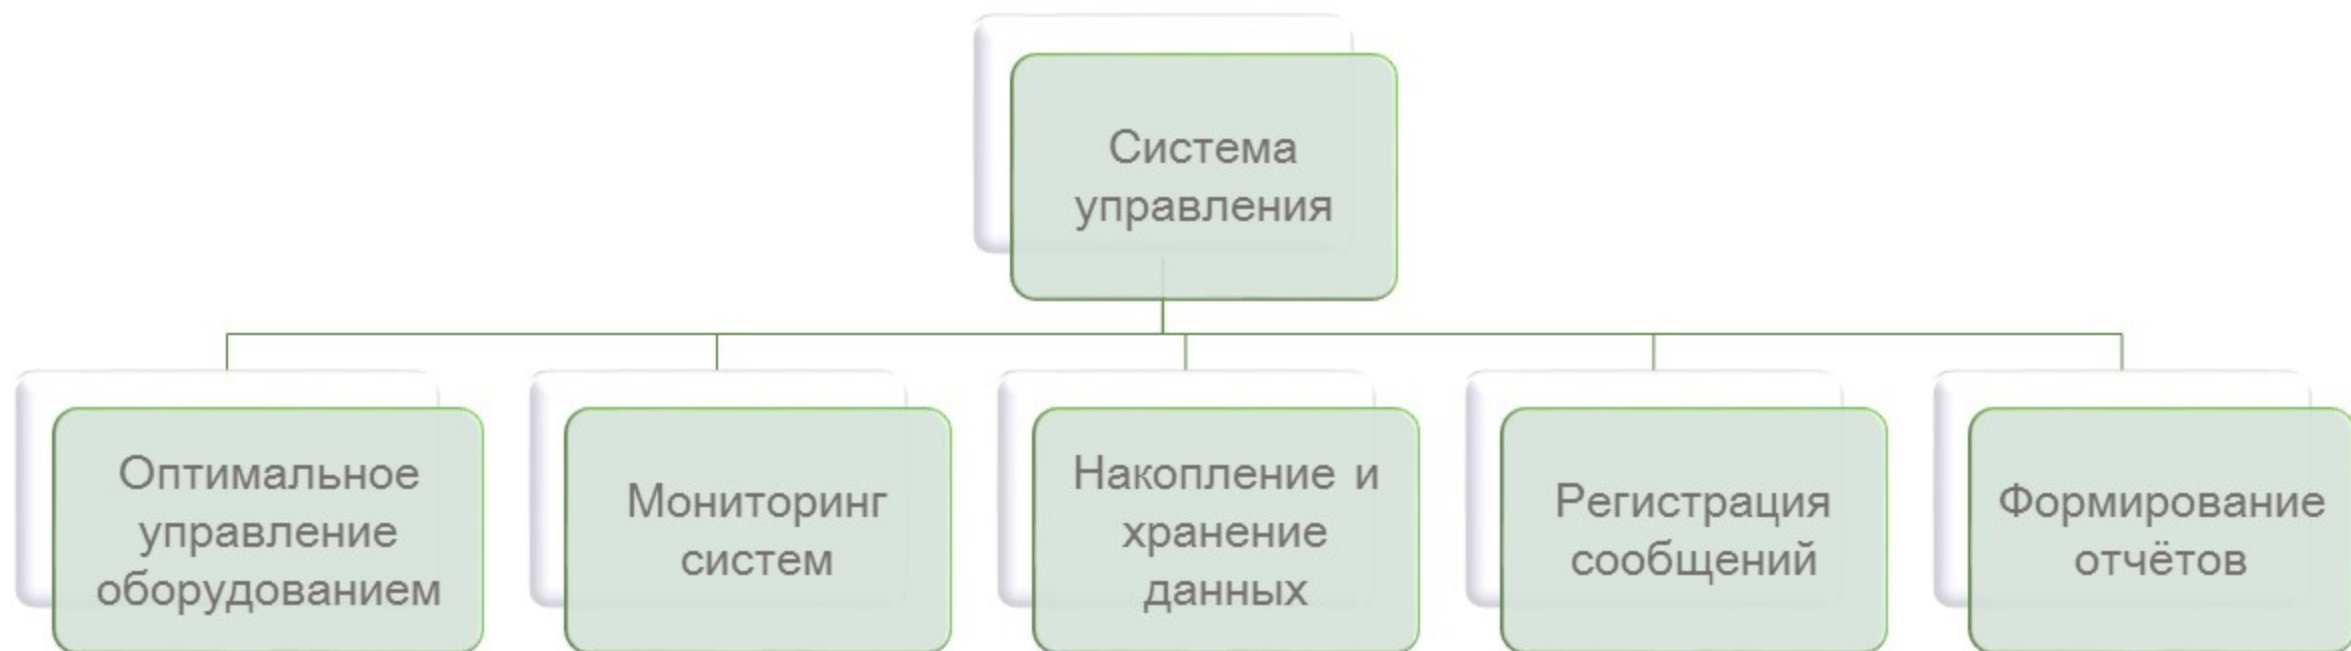 Система
управления
Оптимальное
управление
оборудованием
Мониторинг
систем
Накопление и
хранение
данных
Регистрация
сообщений
Формирование
отчётов